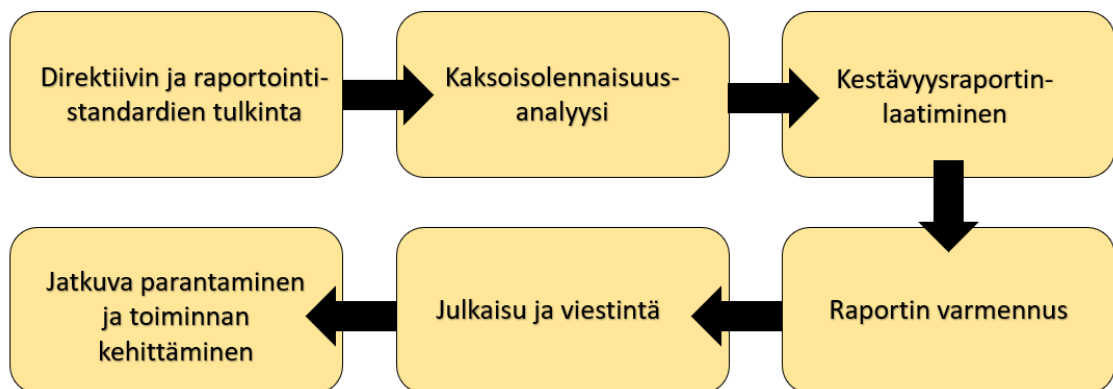 Direktiivin ja raportointi-
standardien tulkinta
Kaksoisolennaisuus-
analyysi
Kestävyysraportin-
laatiminen
Raportin varmennus
Julkaisu ja viestintä
Jatkuva parantaminen
ja toiminnan
kehittäminen